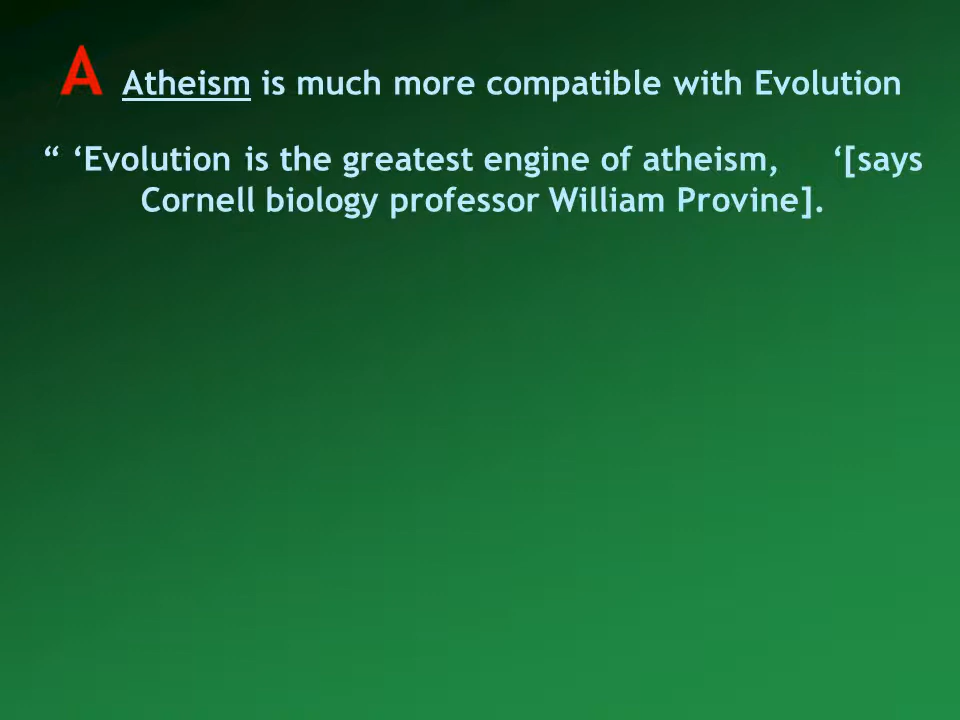 A Atheism is much more compatible with Evolution
“ ‘Evolution is the greatest engine of atheism, ‘[says
Cornell biology professor William Provine].